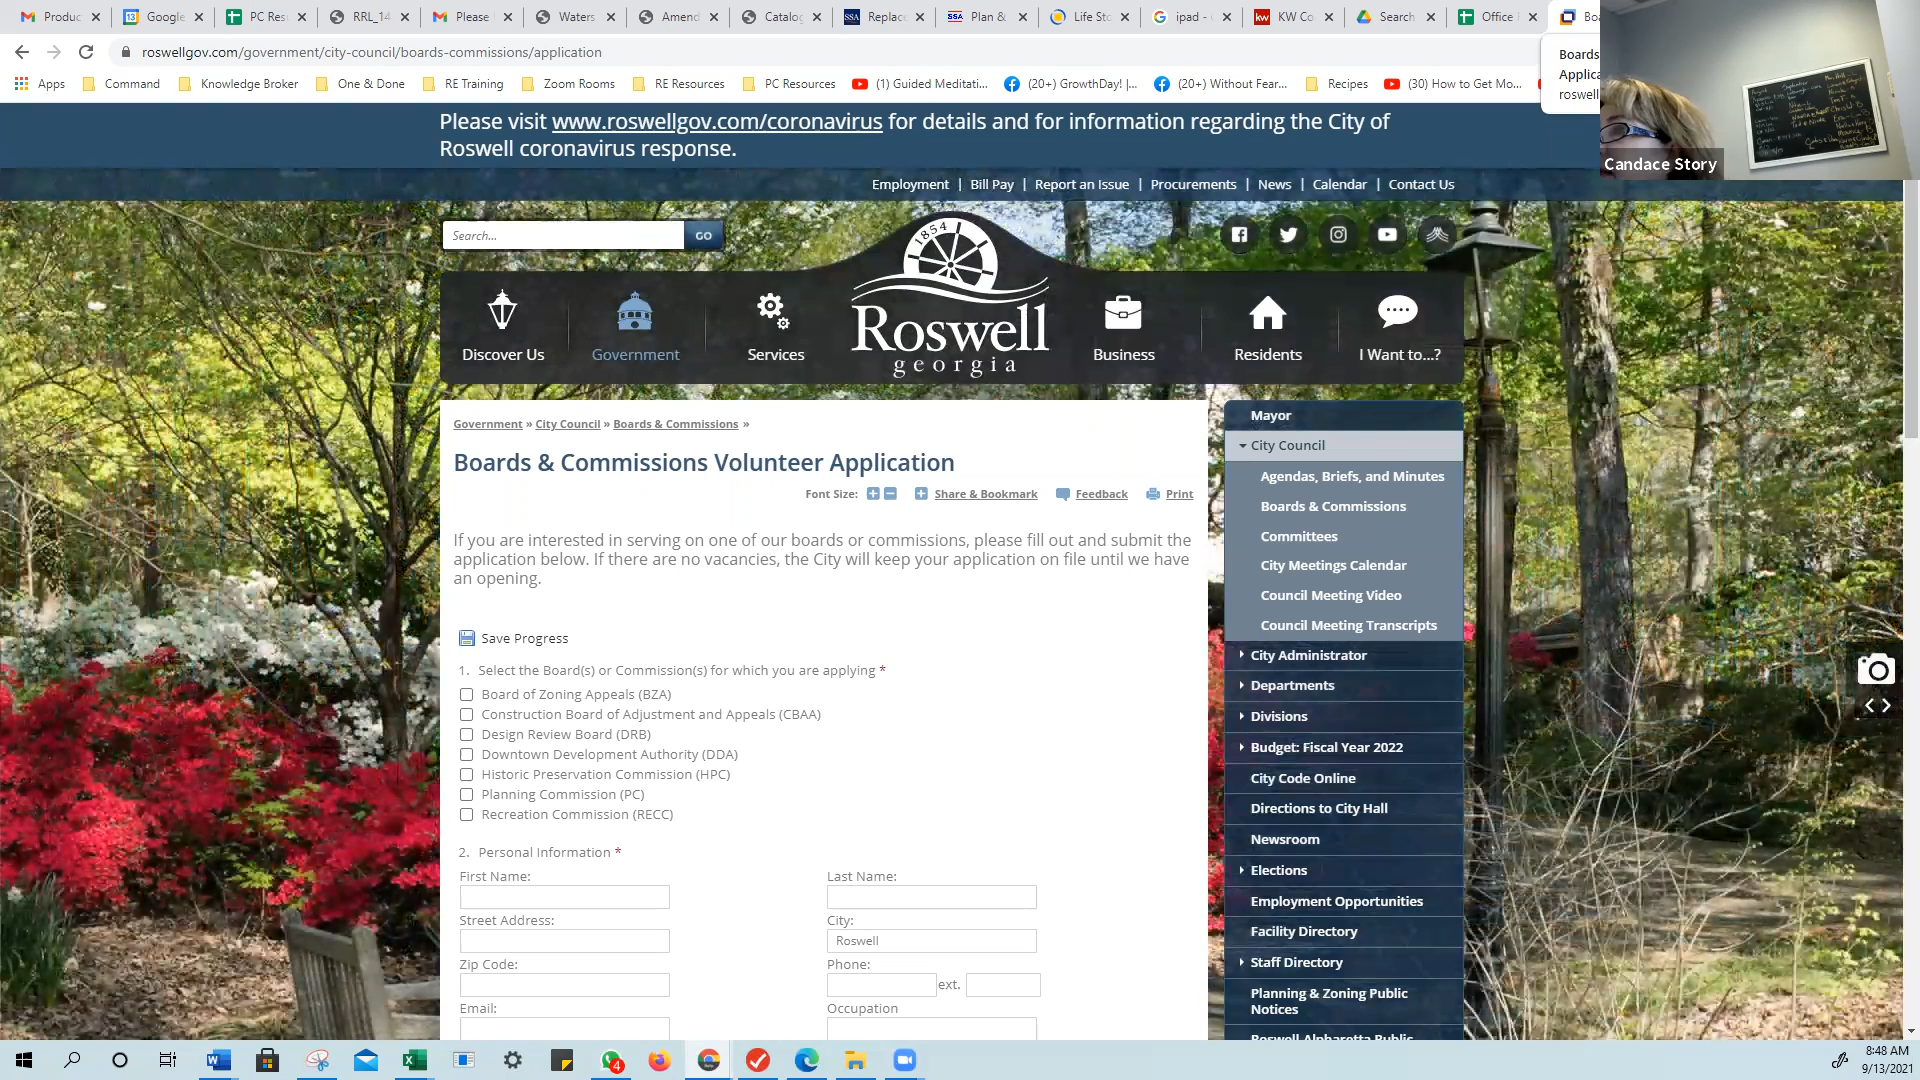 Produc
Google
PC Res
RRL_14
Please
Waters
Amend
Catalog
Replac
Plan &
Life Sto
ipad -
KW Co
Search
Office
Boa
roswellgov.com/government/city-council/boards-commissions/application
Boards
Applica
roswell
Apps
Command
Knowledge Broker
One & Done
RE Training
Zoom Rooms
RE Resources
PC Resources
(1) Guided Meditati...
(20+) GrowthDay! |...
(20+) Without Fear...
Recipes
(30) How to Get Mo...
Candace Story
Please visit www.roswellgov.com/coronavirus for details and for information regarding the City of
Roswell coronavirus response.
Employment | Bill Pay | Report an Issue | Procurements | News | Calendar | Contact Us
Search...
GO
1854
Roswell
georgia
Discover Us
Government
Services
Business
Residents
I Want to...?
Government » City Council » Boards & Commissions »
Boards & Commissions Volunteer Application
Font Size:
Share & Bookmark
Feedback
Print
If you are interested in serving on one of our boards or commissions, please fill out and submit the
application below. If there are no vacancies, the City will keep your application on file until we have
an opening.
Save Progress
1. Select the Board(s) or Commission(s) for which you are applying *
Board of Zoning Appeals (BZA)
Construction Board of Adjustment and Appeals (CBAA)
Design Review Board (DRB)
Downtown Development Authority (DDA)
Historic Preservation Commission (HPC)
Planning Commission (PC)
Recreation Commission (RECC)
2. Personal Information *
First Name:
Last Name:
Street Address:
City:
Roswell
Zip Code:
Phone:
ext.
Email:
Occupation
Mayor
City Council
Agendas, Briefs, and Minutes
Boards & Commissions
Committees
City Meetings Calendar
Council Meeting Video
Council Meeting Transcripts
City Administrator
Departments
Divisions
Budget: Fiscal Year 2022
City Code Online
Directions to City Hall
Newsroom
Elections
Employment Opportunities
Facility Directory
Staff Directory
Planning & Zoning Public
Notices
Roswell Alpharetta Public
4
8:48 AM
9/13/2021